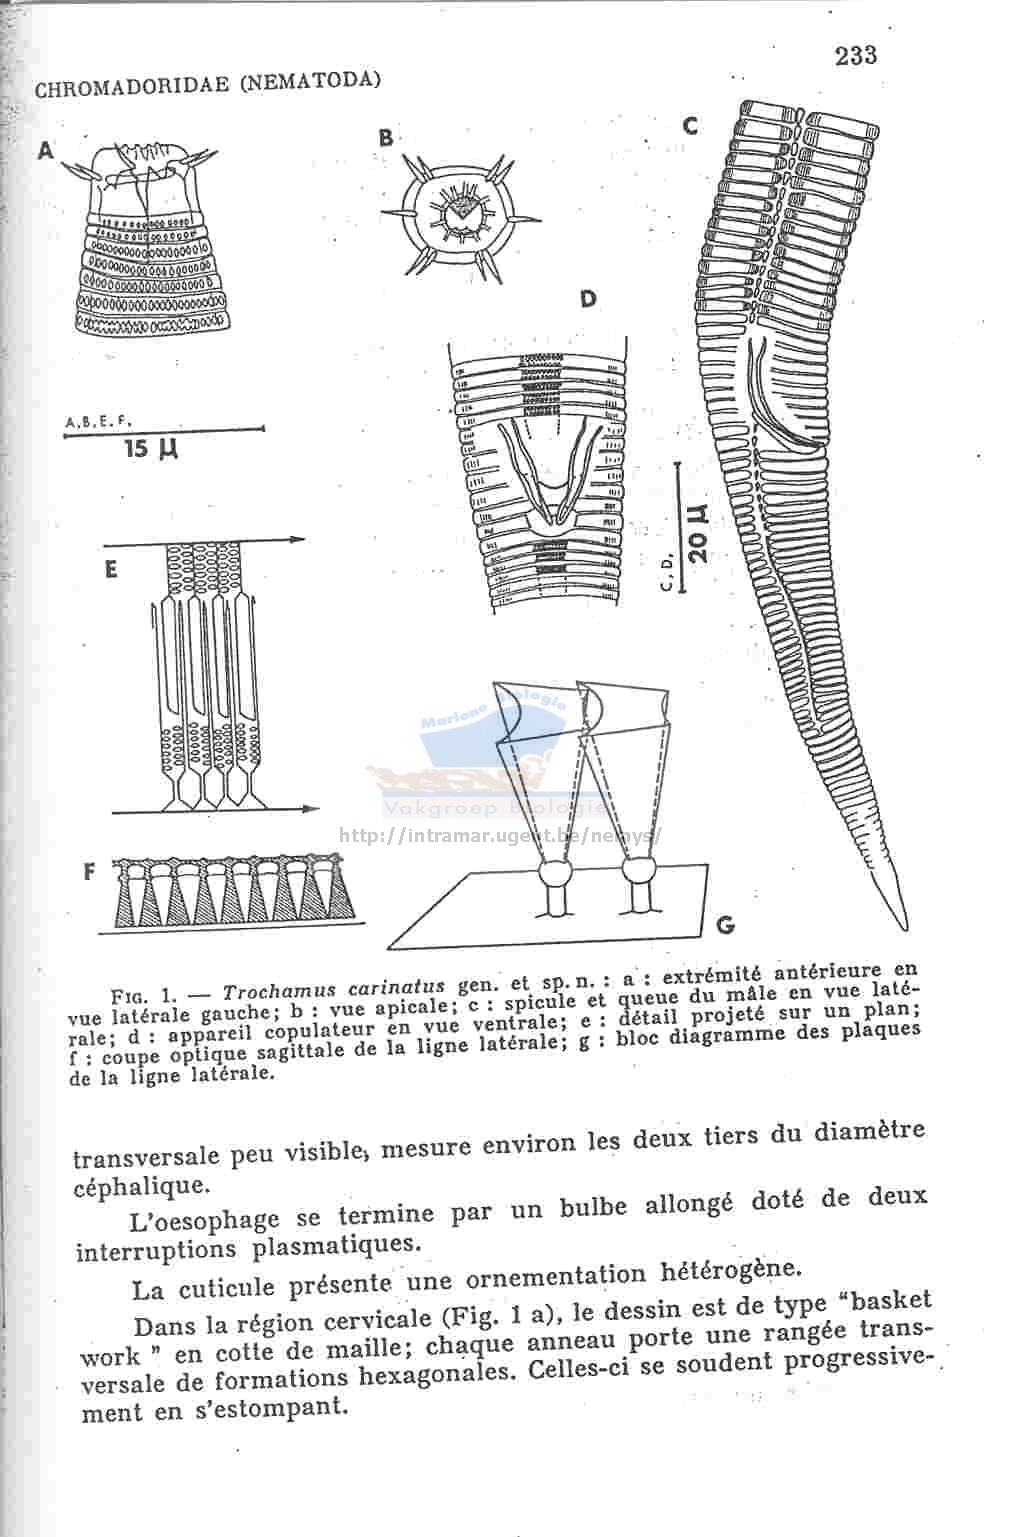 233
CHROMADORIDAE (NEMATODA)
A
B
C
D
A.B.E.F.
15 µ
C,D,
20 µ
E
F
G
Mariene Biologie
Vakgroep Biologie
http://intramar.ugent.be/nemys/
FIG. 1. — Trochamus carinatus gen. et sp. n. : a : extrémité antérieure en
vue latérale gauche; b : vue apicale; c : spicule et queue du mâle en vue laté-
rale; d : appareil copulateur en vue ventrale; e : détail projeté sur un plan;
f : coupe optique sagittale de la ligne latérale; g : bloc diagramme des plaques
de la ligne latérale.
transversale peu visible, mesure environ les deux tiers du diamètre
céphalique.
L'oesophage se termine par un bulbe allongé doté de deux
interruptions plasmatiques.
La cuticule présente une ornementation hétérogène.
Dans la région cervicale (Fig. 1 a), le dessin est de type “basket
work ” en cotte de maille; chaque anneau porte une rangée trans-
versale de formations hexagonales. Celles-ci se soudent progressive-
ment en s'estompant.